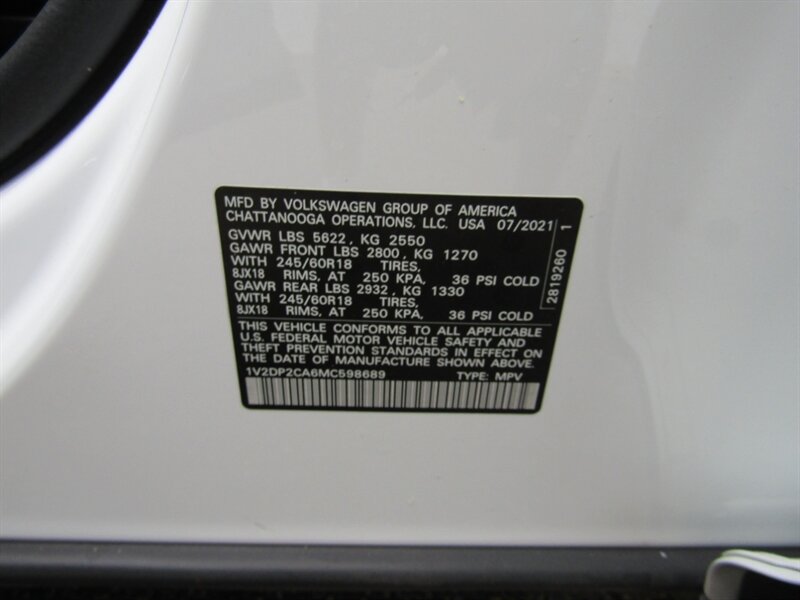 MFD BY VOLKSWAGEN GROUP OF AMERICA
CHATTANOOGA OPERATIONS, LLC. USA 07/2021
GVWR LBS 5622, KG 2550
GAWR FRONT LBS 2800, KG 1270
WITH 245/60R18 TIRES,
8JX18 RIMS, AT 250 KPA, 36 PSI COLD
GAWR REAR LBS 2932, KG 1330
WITH 245/60R18 TIRES,
8JX18 RIMS, AT 250 KPA, 36 PSI COLD
THIS VEHICLE CONFORMS TO ALL APPLICABLE
U.S. FEDERAL MOTOR VEHICLE SAFETY AND
THEFT PREVENTION STANDARDS IN EFFECT ON
THE DATE OF MANUFACTURE SHOWN ABOVE.
1V2DP2CA6MC598689 TYPE: MPV
2819260 1